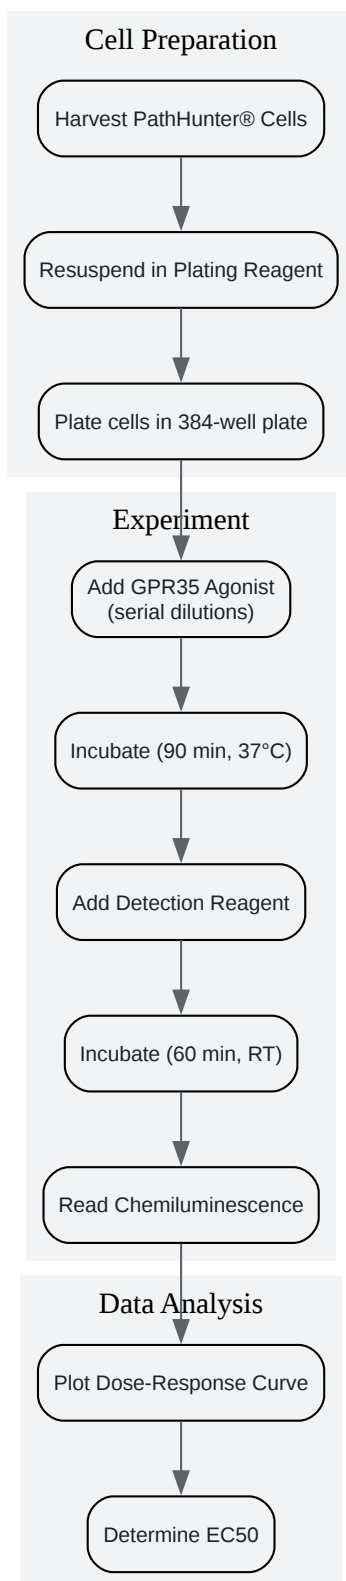 Cell Preparation
Harvest PathHunter® Cells
Resuspend in Plating Reagent
Plate cells in 384-well plate
Experiment
Add GPR35 Agonist
(serial dilutions)
Incubate (90 min, 37°C)
Add Detection Reagent
Incubate (60 min, RT)
Read Chemiluminescence
Data Analysis
Plot Dose-Response Curve
Determine EC50